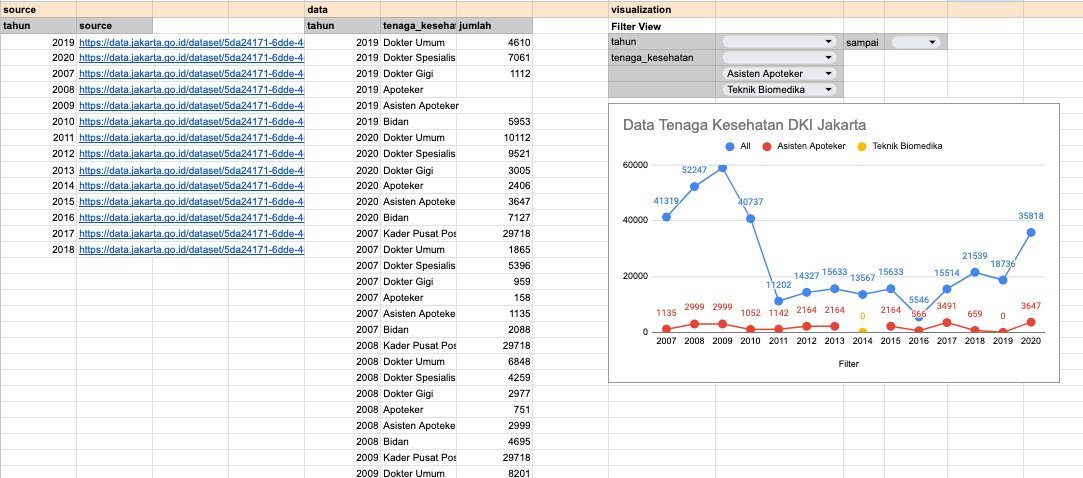 source data visualization
tahun source tahun tenaga_keseha jumlah Filter View
2019 https://data.jakarta.go.id/dataset/5da24171-6dde-4 2019 Dokter Umum 4610 tahun sampai
2020 https://data.jakarta.go.id/dataset/5da24171-6dde-4 2019 Dokter Spesialis 7061 tenaga_kesehatan
2007 https://data.jakarta.go.id/dataset/5da24171-6dde-4 2019 Dokter Gigi 1112 Asisten Apoteker
2008 https://data.jakarta.go.id/dataset/5da24171-6dde-4 2019 Apoteker Teknik Biomedika
2009 https://data.jakarta.go.id/dataset/5da24171-6dde-4 2019 Asisten Apoteker
2010 https://data.jakarta.go.id/dataset/5da24171-6dde-4 2019 Bidan 5953
2011 https://data.jakarta.go.id/dataset/5da24171-6dde-4 2020 Dokter Umum 10112
2012 https://data.jakarta.go.id/dataset/5da24171-6dde-4 2020 Dokter Spesialis 9521
2013 https://data.jakarta.go.id/dataset/5da24171-6dde-4 2020 Dokter Gigi 3005
2014 https://data.jakarta.go.id/dataset/5da24171-6dde-4 2020 Apoteker 2406
2015 https://data.jakarta.go.id/dataset/5da24171-6dde-4 2020 Asisten Apoteke 3647
2016 https://data.jakarta.go.id/dataset/5da24171-6dde-4 2020 Bidan 7127
2017 https://data.jakarta.go.id/dataset/5da24171-6dde-4 2007 Kader Pusat Pos 29718
2018 https://data.jakarta.go.id/dataset/5da24171-6dde-4 2007 Dokter Umum 1865
2007 Dokter Spesialis 5396
2007 Dokter Gigi 959
2007 Apoteker 158
2007 Asisten Apoteke 1135
2007 Bidan 2088
2008 Kader Pusat Pos 29718
2008 Dokter Umum 6848
2008 Dokter Spesialis 4259
2008 Dokter Gigi 2977
2008 Apoteker 751
2008 Asisten Apoteke 2999
2008 Bidan 4695
2009 Kader Pusat Pos 29718
2009 Dokter Umum 8201
Data Tenaga Kesehatan DKI Jakarta
All Asisten Apoteker Teknik Biomedika
60000
40000
20000
0
41319 52247 40737 11202 14327 15633 13567 15633 5546 15514 21539 18736 35818
1135 2999 2999 1052 1142 2164 2164 0 2164 566 3491 659 0 3647
2007 2008 2009 2010 2011 2012 2013 2014 2015 2016 2017 2018 2019 2020
Filter